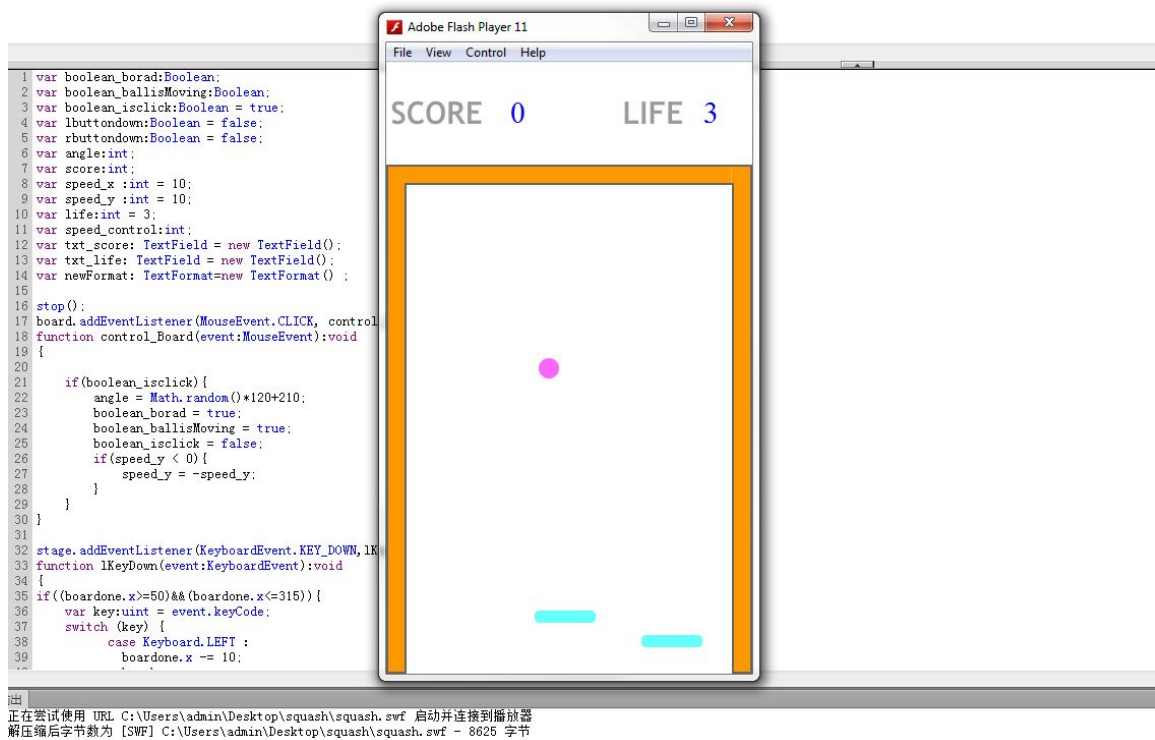 Adobe Flash Player 11
File View Control Help
SCORE 0 LIFE 3
1 var boolean_borad:Boolean;
2 var boolean_ballisMoving:Boolean;
3 var boolean_isclick:Boolean = true;
4 var lbuttondown:Boolean = false;
5 var rbuttondown:Boolean = false;
6 var angle:int;
7 var score:int;
8 var speed_x :int = 10;
9 var speed_y :int = 10;
10 var life:int = 3;
11 var speed_control:int;
12 var txt_score: TextField = new TextField();
13 var txt_life: TextField = new TextField();
14 var newFormat: TextFormat=new TextFormat() ;
15
16 stop();
17 board.addEventListener(MouseEvent.CLICK, control
18 function control_Board(event:MouseEvent):void
19 {
20
21 if(boolean_isclick){
22 angle = Math.random()*120+210;
23 boolean_borad = true;
24 boolean_ballisMoving = true;
25 boolean_isclick = false;
26 if(speed_y < 0){
27 speed_y = -speed_y;
28 }
29 }
30 }
31
32 stage.addEventListener(KeyboardEvent.KEY_DOWN,lK
33 function lKeyDown(event:KeyboardEvent):void
34 {
35 if((boardone.x>=50)&&(boardone.x<=315)){
36 var key:uint = event.keyCode;
37 switch (key) {
38 case Keyboard.LEFT :
39 boardone.x -= 10;
出
正在尝试使用 URL C:\Users\admin\Desktop\squash\squash.swf 启动并连接到播放器
解压缩后字节数为 [SWF] C:\Users\admin\Desktop\squash\squash.swf - 8625 字节